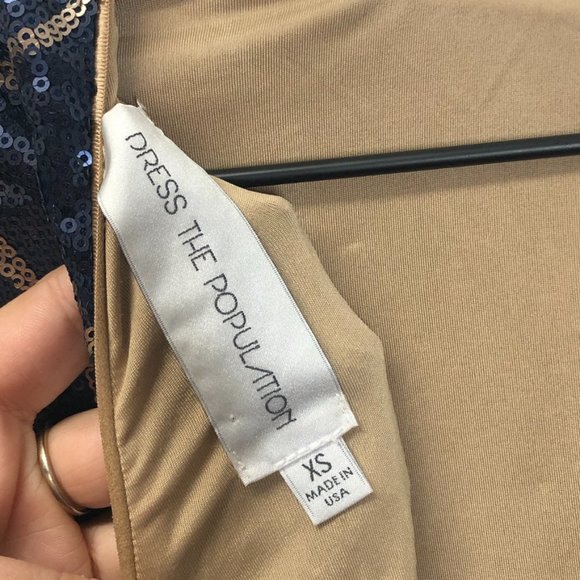 DRESS THE POPULATION
XS
MADE IN
USA